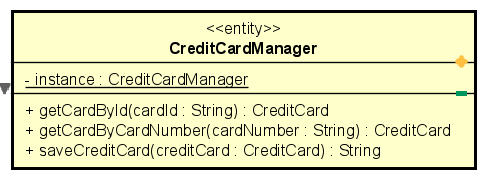 <<entity>>
CreditCardManager
- instance : CreditCardManager
+ getCardById(cardId : String) : CreditCard
+ getCardByCardNumber(cardNumber : String) : CreditCard
+ saveCreditCard(creditCard : CreditCard) : String